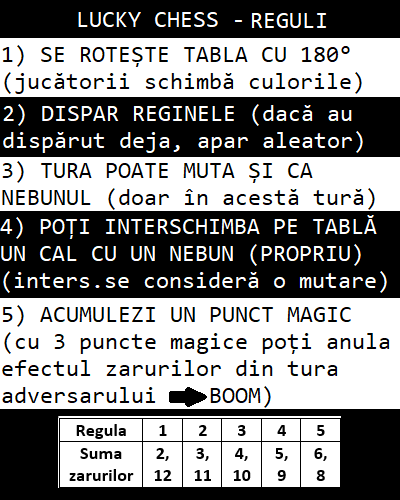 LUCKY CHESS - REGULI
1) SE ROTEȘTE TABLA CU 180°
(jucătorii schimbă culorile)
2) DISPAR REGINELE (dacă au
dispărut deja, apar aleator)
3) TURA POATE MUTA ȘI CA
NEBUNUL (doar în acestă tură)
4) POȚI INTERSCHIMBA PE TABLĂ
UN CAL CU UN NEBUN (PROPRIU)
(inters.se consideră o mutare)
5) ACUMULEZI UN PUNCT MAGIC
(cu 3 puncte magice poți anula
efectul zarurilor din tura
adversarului BOOM)
Regula 1 2 3 4 5
Suma 2, 3, 4, 5, 6,
zarurilor 12 11 10 9 8